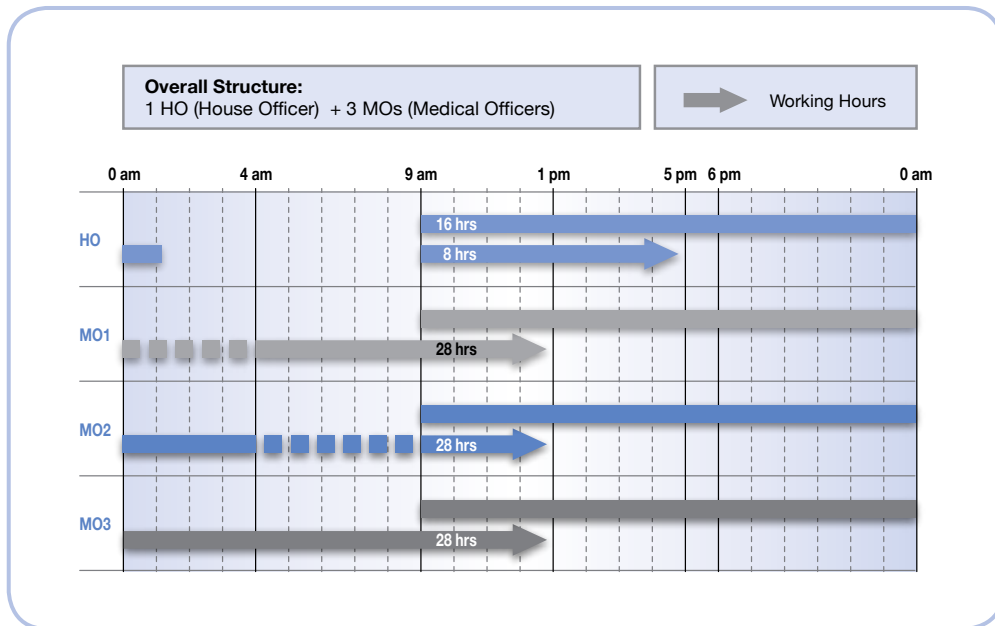 Overall Structure:
1 HO (House Officer) + 3 MOs (Medical Officers)
Working Hours
0 am 4 am 9 am 1 pm 5 pm 6 pm 0 am
HO
16 hrs
8 hrs
MO1
28 hrs
MO2
28 hrs
MO3
28 hrs